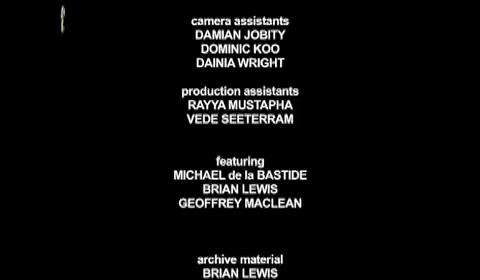 camera assistants
DAMIAN JOBITY
DOMINIC KOO
DAINIA WRIGHT
production assistants
RAYYA MUSTAPHA
VEDE SEETERRAM
featuring
MICHAEL de la BASTIDE
BRIAN LEWIS
GEOFFREY MACLEAN
archive material
BRIAN LEWIS